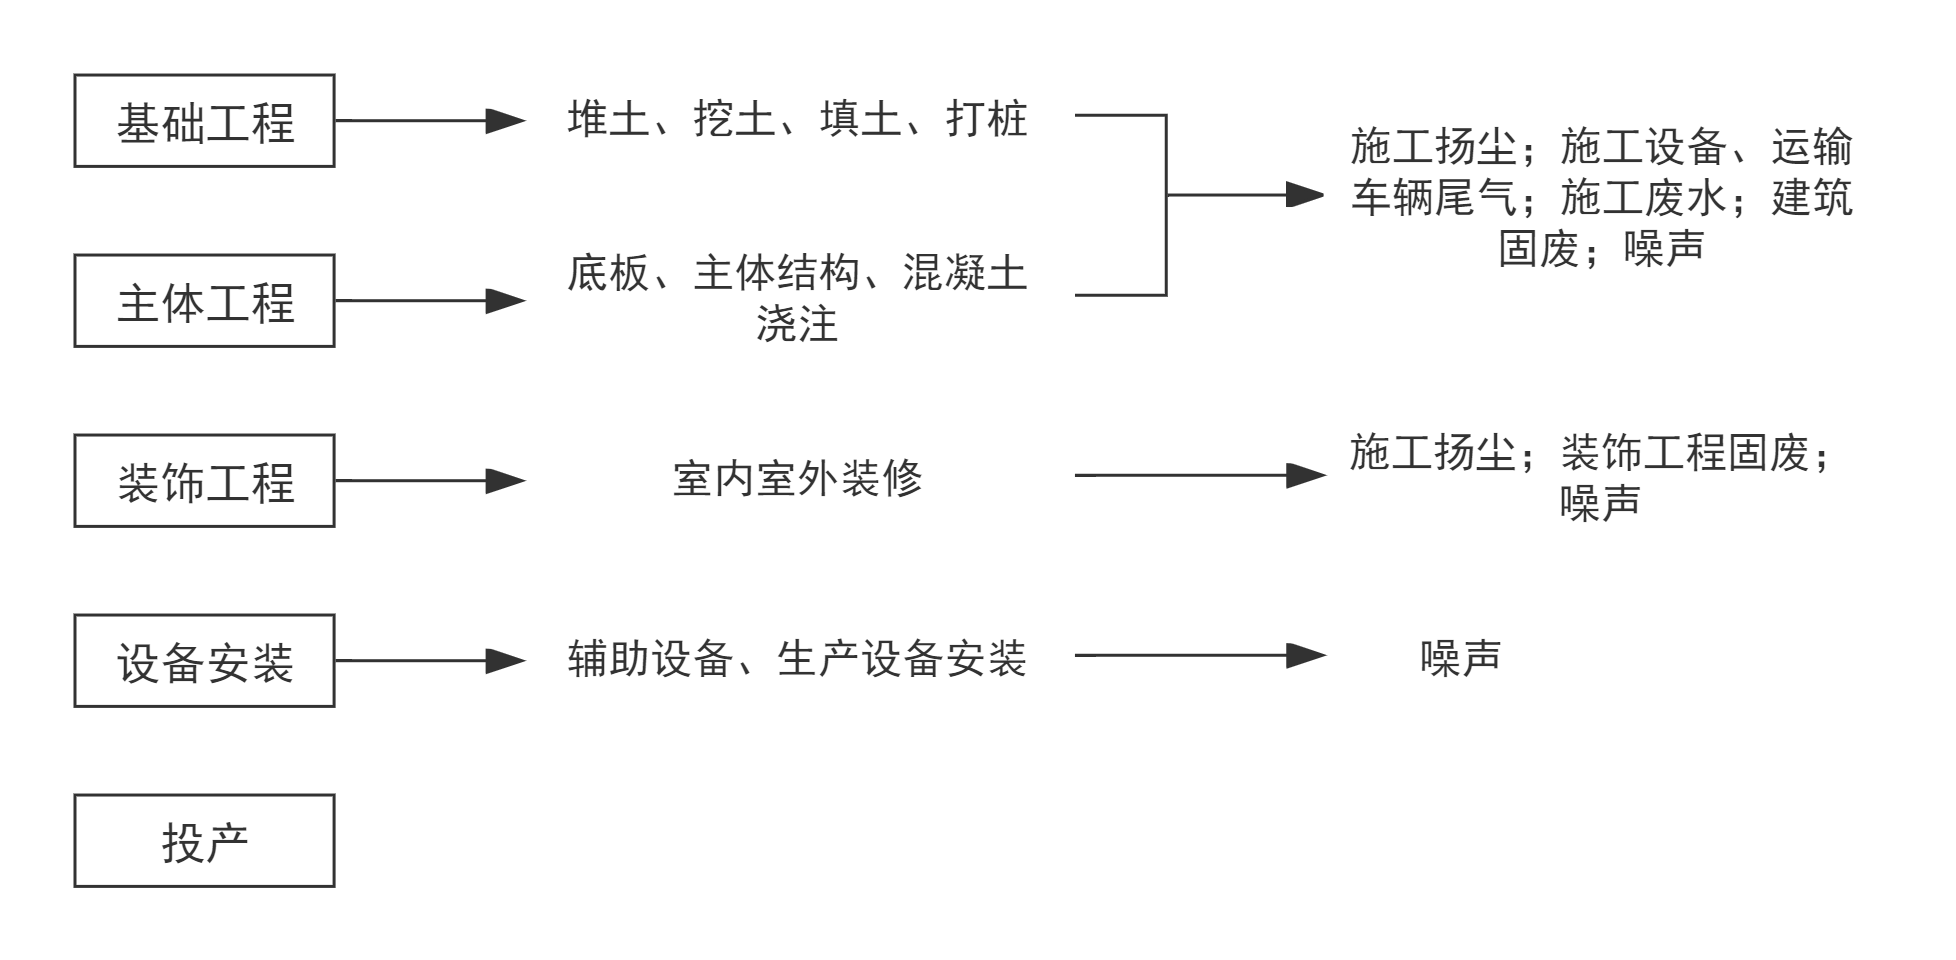 基础工程
堆土、挖土、填土、打桩
施工扬尘；施工设备、运输
车辆尾气；施工废水；建筑
固废；噪声
主体工程
底板、主体结构、混凝土
浇注
装饰工程
室内室外装修
施工扬尘；装饰工程固废；
噪声
设备安装
辅助设备、生产设备安装
噪声
投产